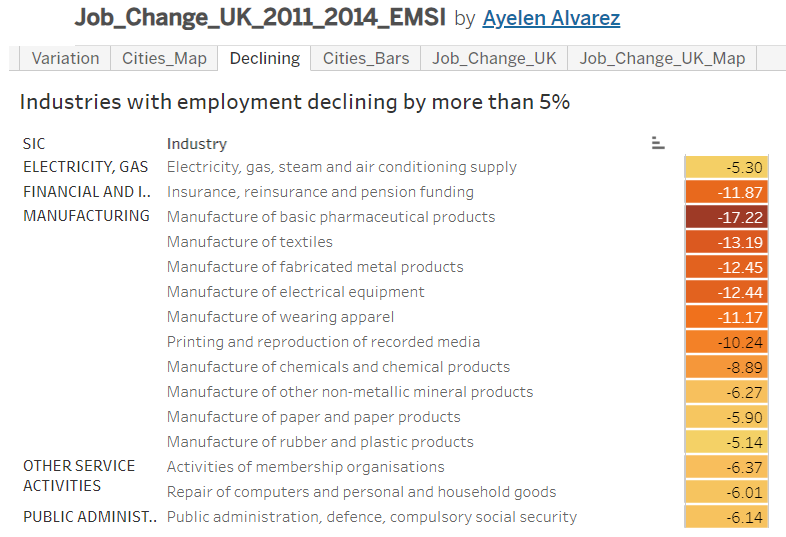 Job_Change_UK_2011_2014_EMSI by Ayelen Alvarez
Variation Cities_Map Declining Cities_Bars Job_Change_UK Job_Change_UK_Map
Industries with employment declining by more than 5%
SIC Industry
ELECTRICITY, GAS Electricity, gas, steam and air conditioning supply -5.30
FINANCIAL AND I.. Insurance, reinsurance and pension funding -11.87
MANUFACTURING Manufacture of basic pharmaceutical products -17.22
Manufacture of textiles -13.19
Manufacture of fabricated metal products -12.45
Manufacture of electrical equipment -12.44
Manufacture of wearing apparel -11.17
Printing and reproduction of recorded media -10.24
Manufacture of chemicals and chemical products -8.89
Manufacture of other non-metallic mineral products -6.27
Manufacture of paper and paper products -5.90
Manufacture of rubber and plastic products -5.14
OTHER SERVICE Activities of membership organisations -6.37
ACTIVITIES Repair of computers and personal and household goods -6.01
PUBLIC ADMINIST.. Public administration, defence, compulsory social security -6.14